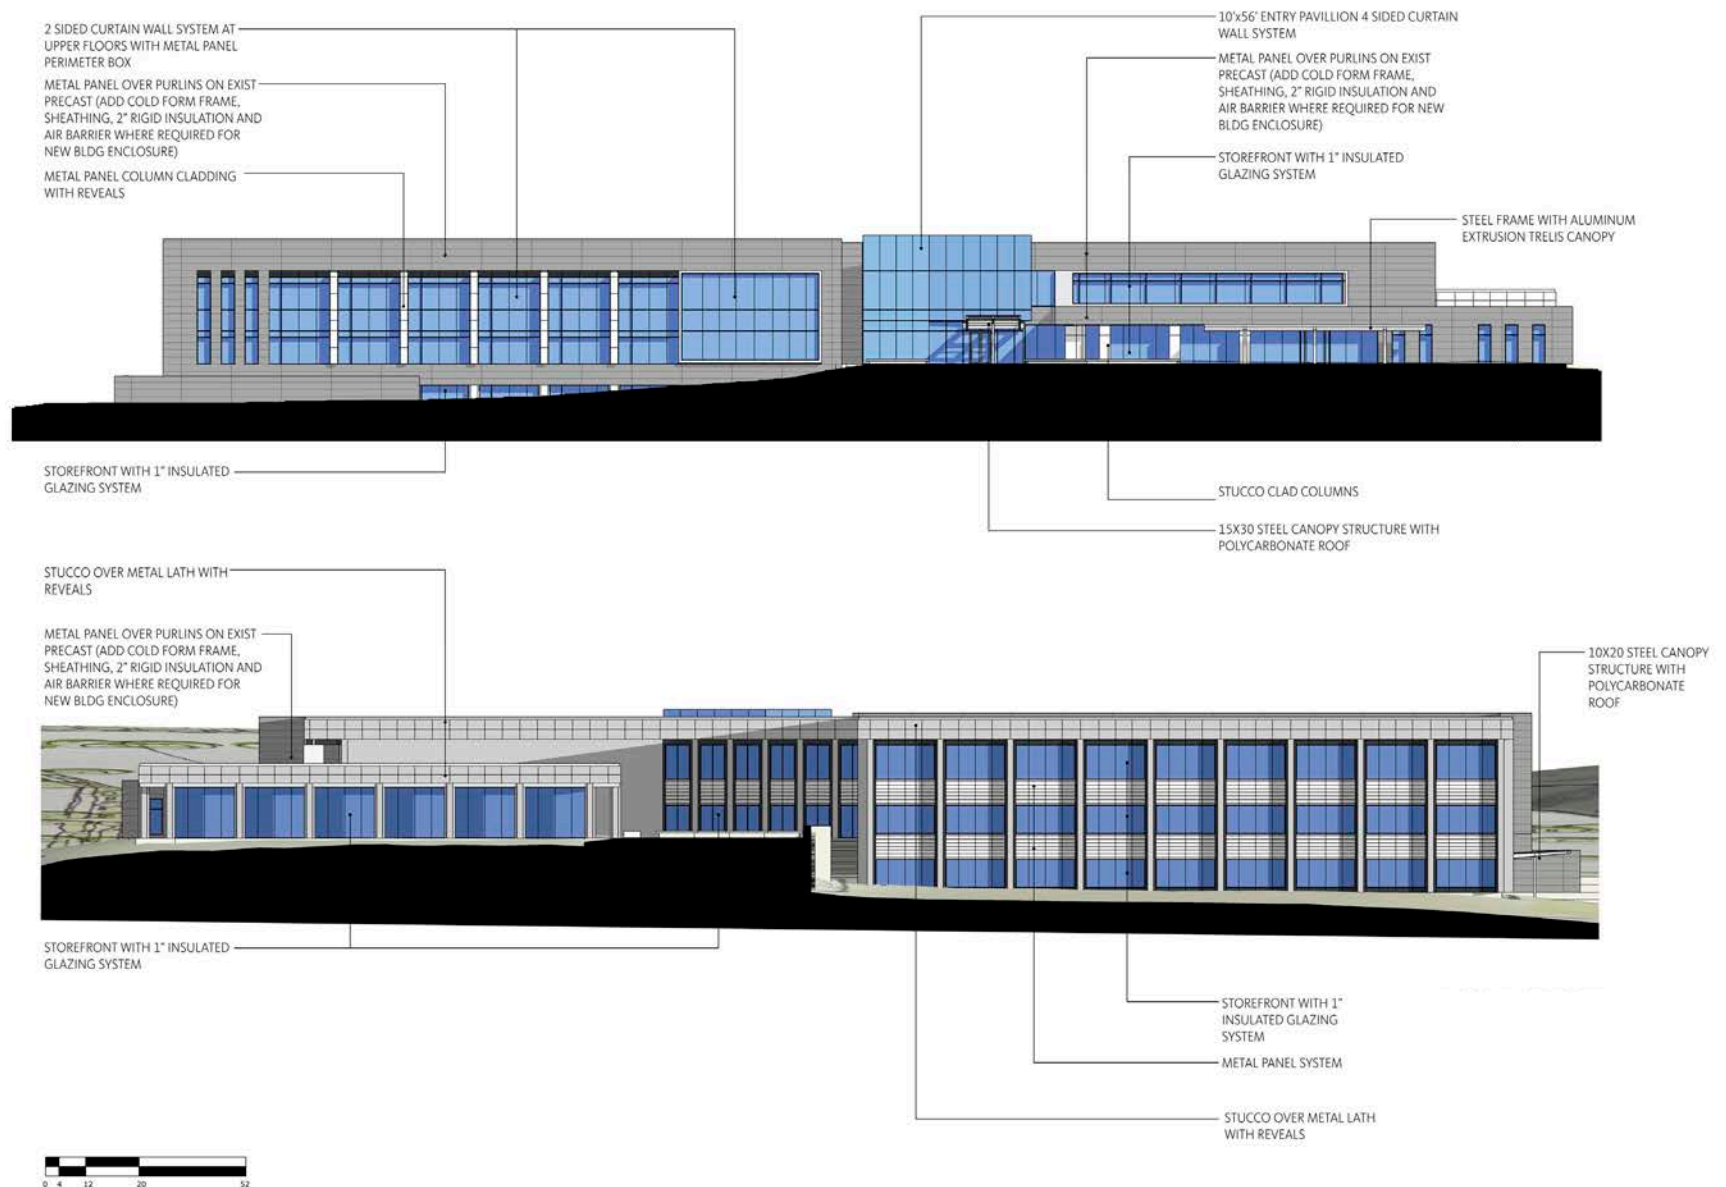 2 SIDED CURTAIN WALL SYSTEM AT
UPPER FLOORS WITH METAL PANEL
PERIMETER BOX
METAL PANEL OVER PURLINS ON EXIST
PRECAST (ADD COLD FORM FRAME,
SHEATHING, 2" RIGID INSULATION AND
AIR BARRIER WHERE REQUIRED FOR
NEW BLDG ENCLOSURE)
METAL PANEL COLUMN CLADDING
WITH REVEALS
10'x56' ENTRY PAVILLION 4 SIDED CURTAIN
WALL SYSTEM
METAL PANEL OVER PURLINS ON EXIST
PRECAST (ADD COLD FORM FRAME,
SHEATHING, 2" RIGID INSULATION AND
AIR BARRIER WHERE REQUIRED FOR NEW
BLDG ENCLOSURE)
STOREFRONT WITH 1" INSULATED
GLAZING SYSTEM
STEEL FRAME WITH ALUMINUM
EXTRUSION TRELIS CANOPY
STOREFRONT WITH 1" INSULATED
GLAZING SYSTEM
STUCCO CLAD COLUMNS
15X30 STEEL CANOPY STRUCTURE WITH
POLYCARBONATE ROOF
STUCCO OVER METAL LATH WITH
REVEALS
METAL PANEL OVER PURLINS ON EXIST
PRECAST (ADD COLD FORM FRAME,
SHEATHING, 2" RIGID INSULATION AND
AIR BARRIER WHERE REQUIRED FOR
NEW BLDG ENCLOSURE)
10X20 STEEL CANOPY
STRUCTURE WITH
POLYCARBONATE
ROOF
STOREFRONT WITH 1" INSULATED
GLAZING SYSTEM
STOREFRONT WITH 1"
INSULATED GLAZING
SYSTEM
METAL PANEL SYSTEM
STUCCO OVER METAL LATH
WITH REVEALS
0 4 12 20 52